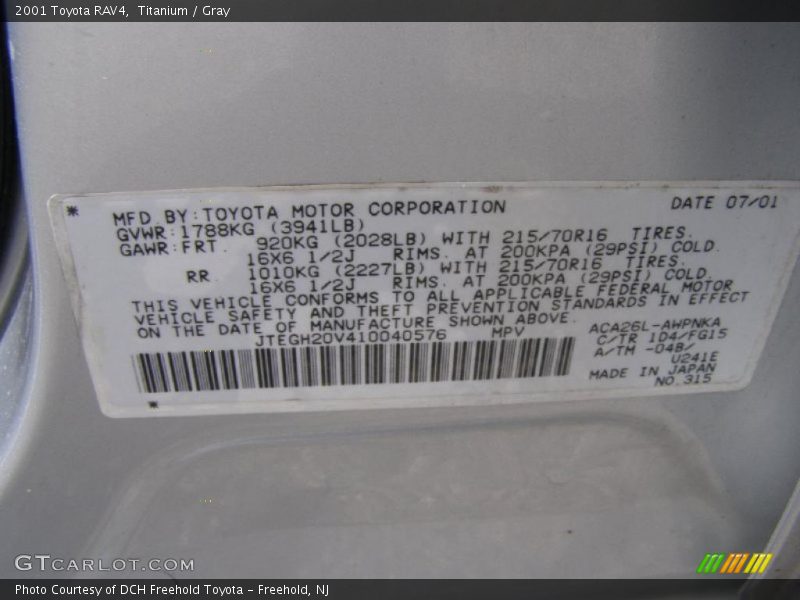 2001 Toyota RAV4, Titanium / Gray
* MFD. BY: TOYOTA MOTOR CORPORATION DATE 07/01
GVWR: 1788KG (3941LB)
GAWR: FRT. 920KG (2028LB) WITH 215/70R16 TIRES.
16X6 1/2J RIMS. AT 200KPA (29PSI) COLD.
RR 1010KG (2227LB) WITH 215/70R16 TIRES.
16X6 1/2J RIMS. AT 200KPA (29PSI) COLD.
THIS VEHICLE CONFORMS TO ALL APPLICABLE FEDERAL MOTOR
VEHICLE SAFETY AND THEFT PREVENTION STANDARDS IN EFFECT
ON THE DATE OF MANUFACTURE SHOWN ABOVE.
JTEGH20V410040576 MPV
ACA26L-AWPNKA
C/TR 1D4/FG15
A/TM -04B/
U241E
MADE IN JAPAN
NO.315
*
GTCARLOT.COM
Photo Courtesy of DCH Freehold Toyota – Freehold, NJ